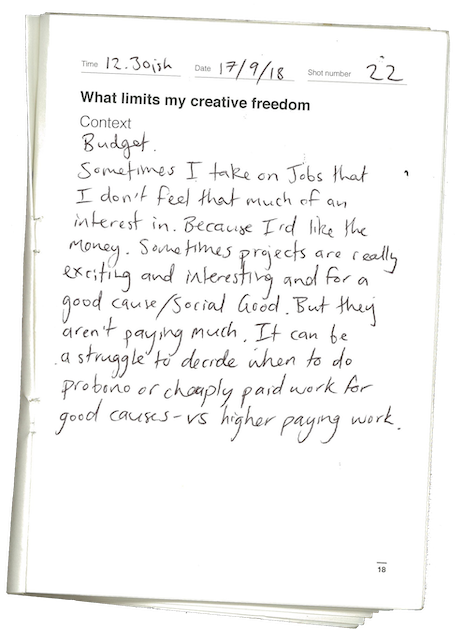 Time 12.30ish Date 17/9/18 Shot number 22
What limits my creative freedom
Context
Budget.
Sometimes I take on Jobs that
I don't feel that much of an
interest in. Because I'd like the
money. Sometimes projects are really
exciting and interesting and for a
good cause/Social Good. But they
aren't paying much. It can be
a struggle to decide when to do
probono or cheaply paid work for
good causes - vs higher paying work.
18